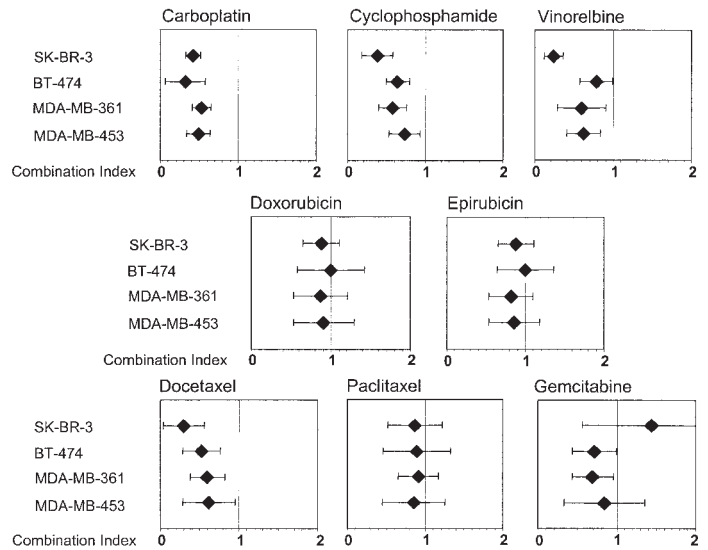 Carboplatin Cyclophosphamide Vinorelbine
SK-BR-3
BT-474
MDA-MB-361
MDA-MB-453
Combination Index 0 1 2 0 1 2 0 1 2
Doxorubicin Epirubicin
SK-BR-3
BT-474
MDA-MB-361
MDA-MB-453
Combination Index 0 1 2 0 1 2
Docetaxel Paclitaxel Gemcitabine
SK-BR-3
BT-474
MDA-MB-361
MDA-MB-453
Combination Index 0 1 2 0 1 2 0 1 2